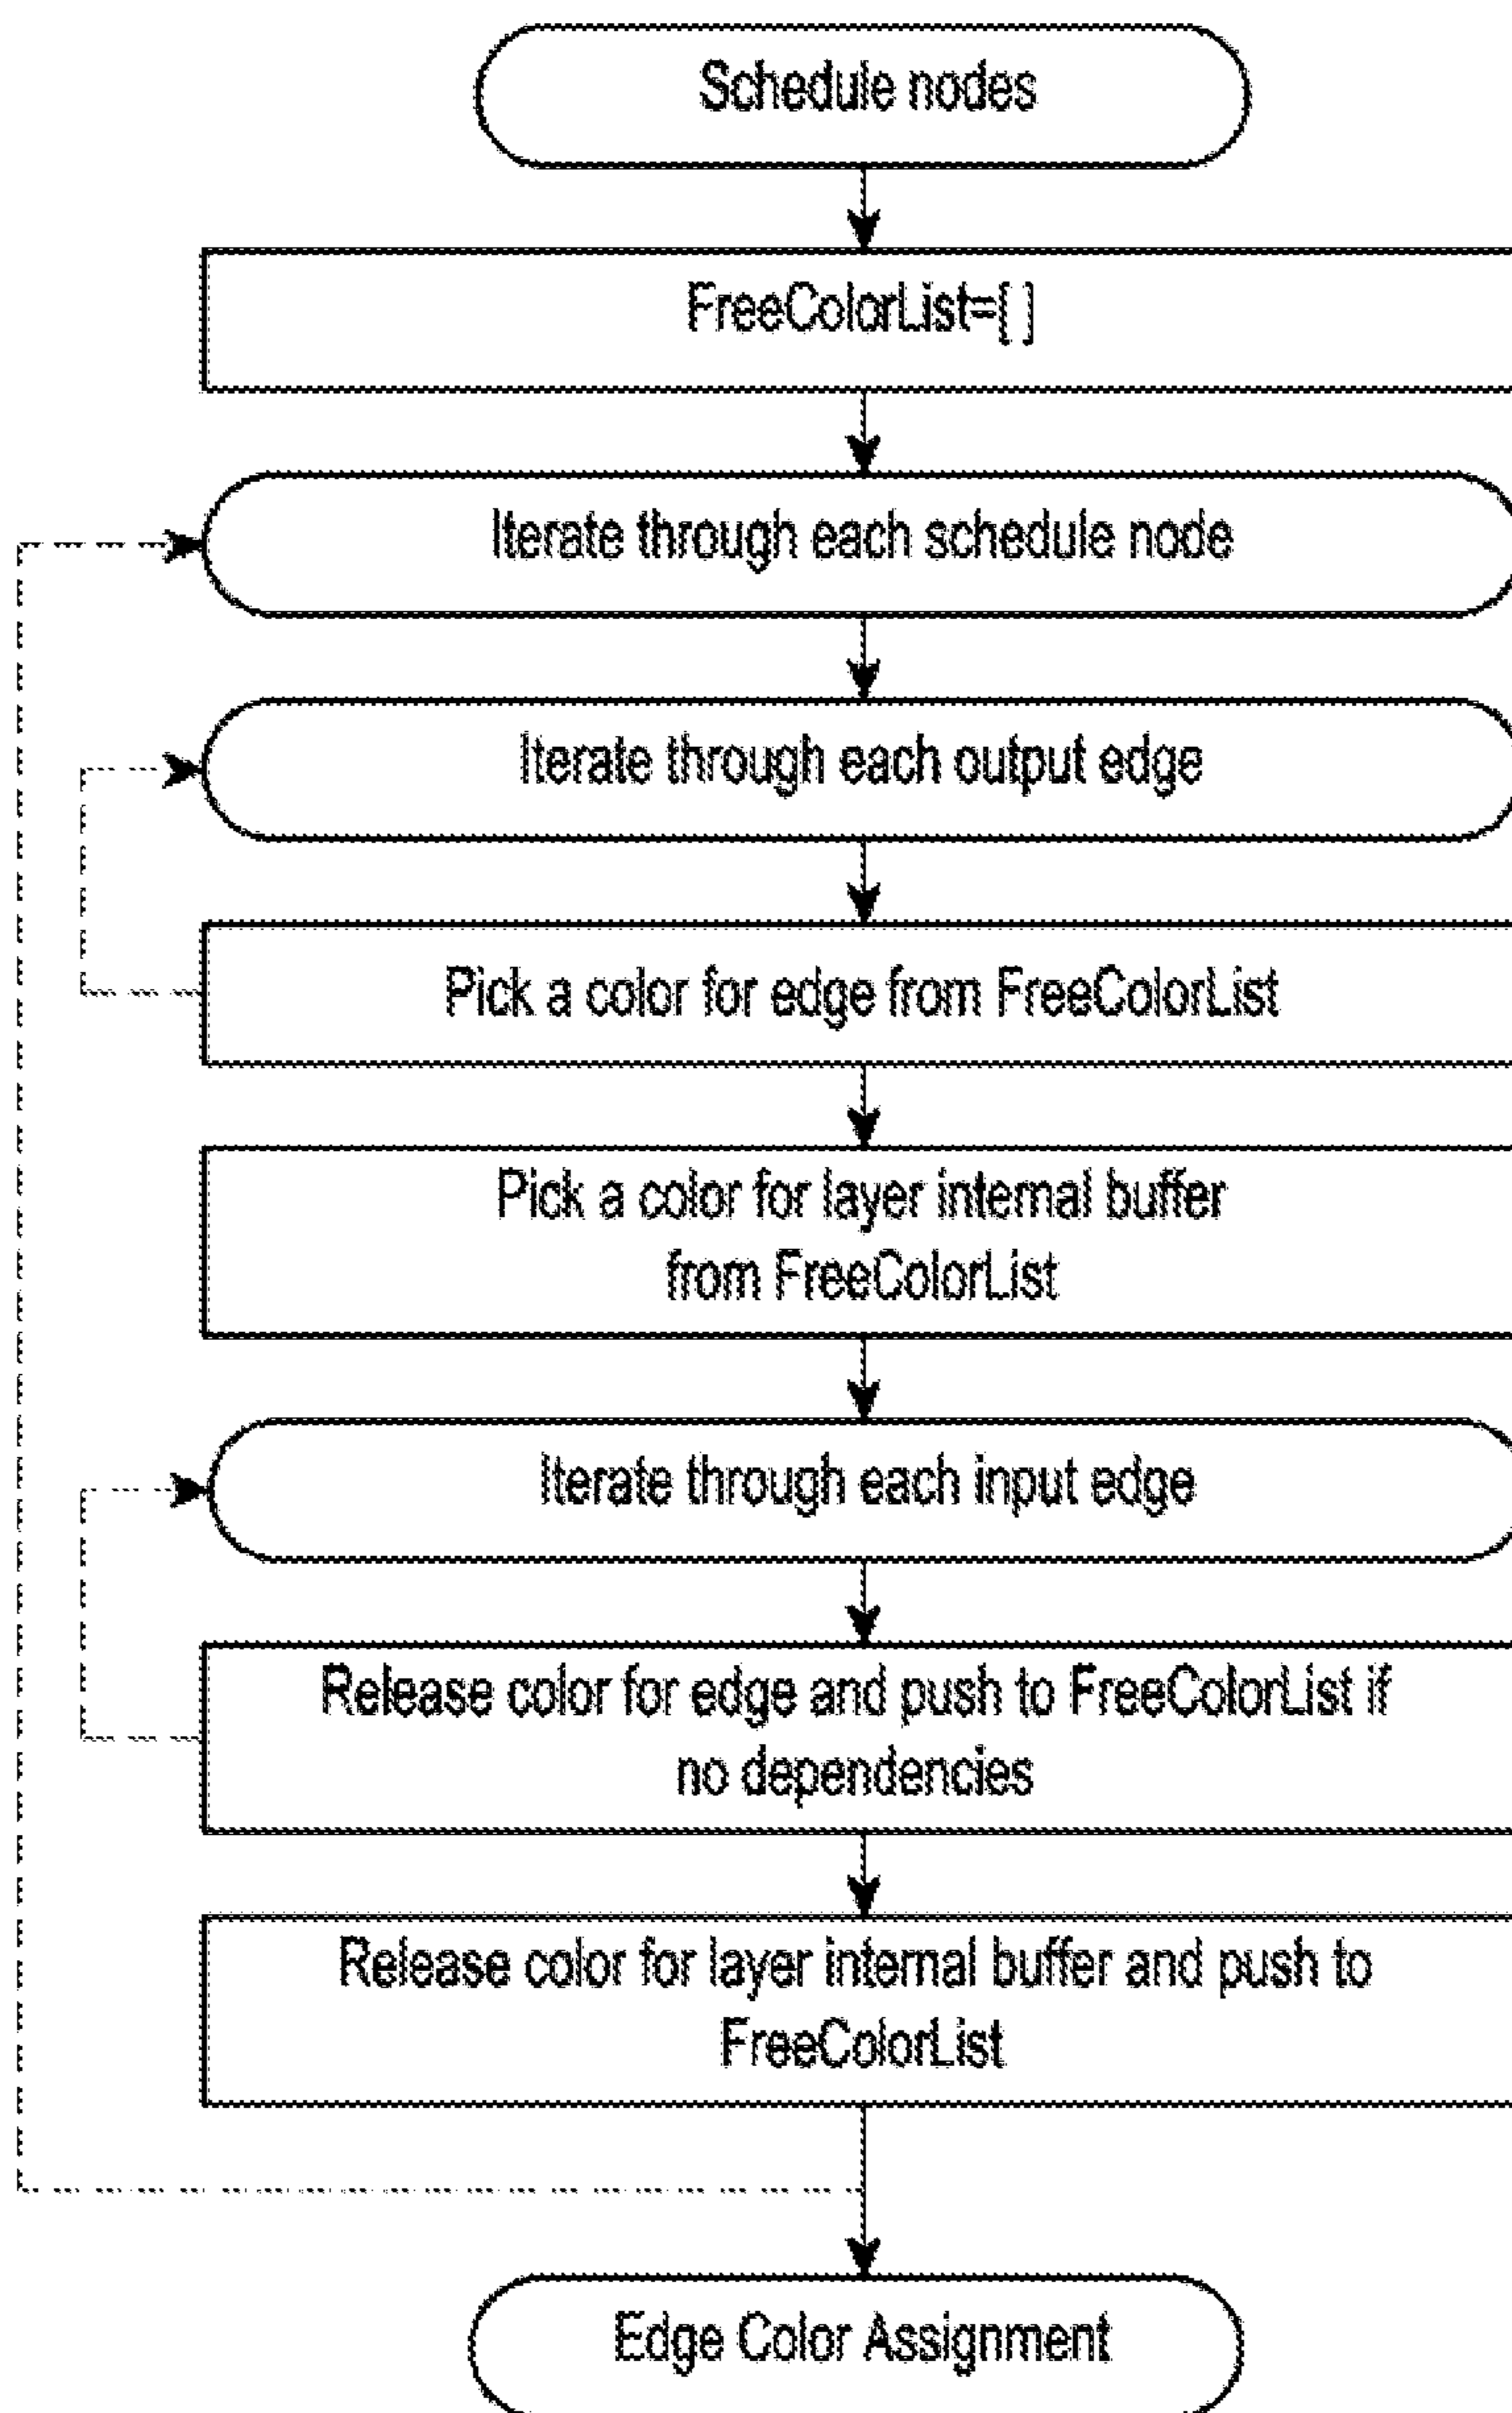 Schedule nodes
FreeColorList=[ ]
Iterate through each schedule node
Iterate through each output edge
Pick a color for edge from FreeColorList
Pick a color for layer internal buffer
from FreeColorList
Iterate through each input edge
Release color for edge and push to FreeColorList if
no dependencies
Release color for layer internal buffer and push to
FreeColorList
Edge Color Assignment